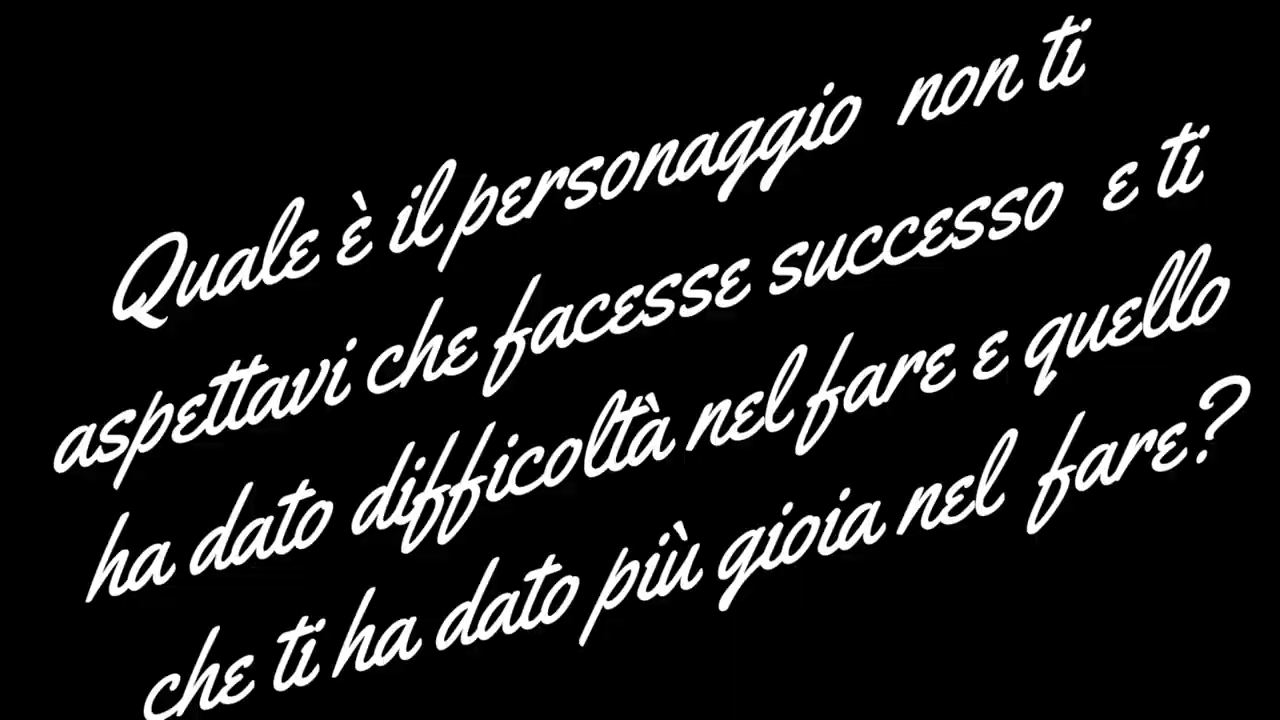 Quale è il personaggio non ti
aspettavi che facesse successo e ti
ha dato difficoltà nel fare e quello
che ti ha dato più gioia nel fare?